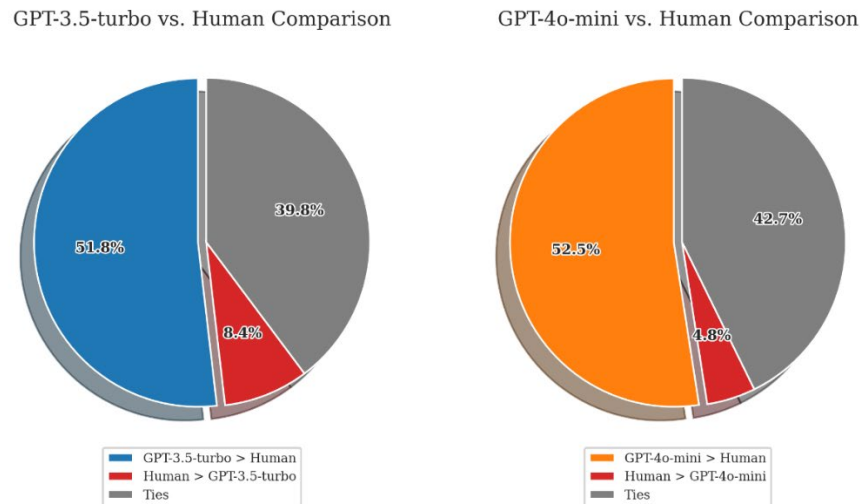 GPT-3.5-turbo vs. Human Comparison
39.8%
51.8%
8.4%
GPT-3.5-turbo > Human
Human > GPT-3.5-turbo
Ties
GPT-4o-mini vs. Human Comparison
42.7%
52.5%
4.8%
GPT-4o-mini > Human
Human > GPT-4o-mini
Ties